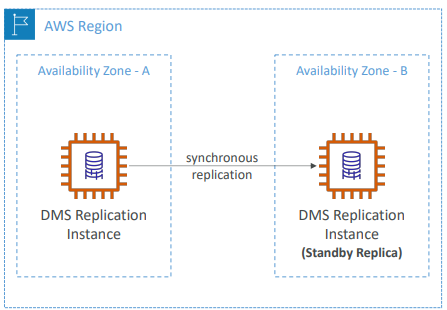 AWS Region
Availability Zone - A
Availability Zone - B
synchronous
replication
DMS Replication
Instance
DMS Replication
Instance
(Standby Replica)